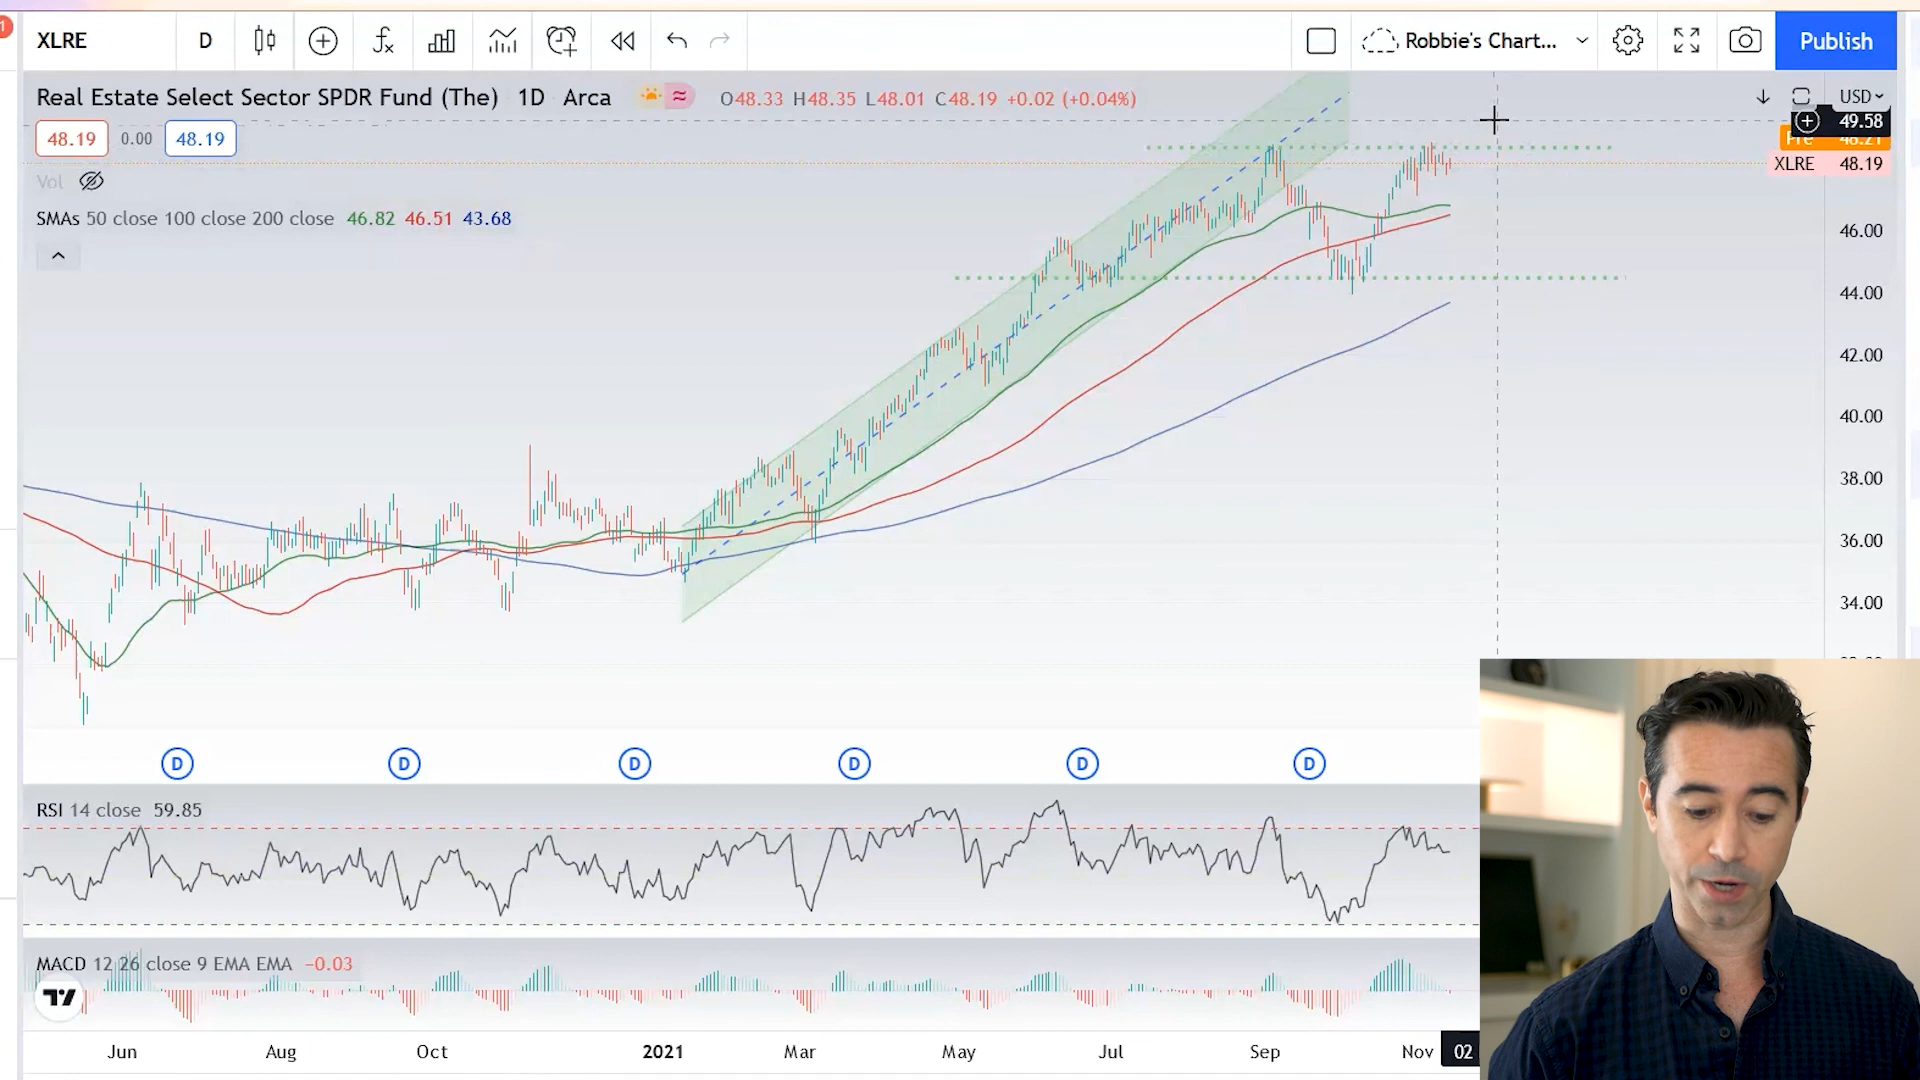 1
XLRE D Robbie's Chart... Publish
Real Estate Select Sector SPDR Fund (The) 1D Arca O48.33 H48.35 L48.01 C48.19 +0.02 (+0.04%) USD
49.58
48.19 0.00 48.19
Pre 48.21
XLRE 48.19
Vol
SMAs 50 close 100 close 200 close 46.82 46.51 43.68
46.00
44.00
42.00
40.00
38.00
36.00
34.00
D D D D D D
RSI 14 close 59.85
MACD 12 26 close 9 EMA EMA −0.03
Jun Aug Oct 2021 Mar May Jul Sep Nov 02